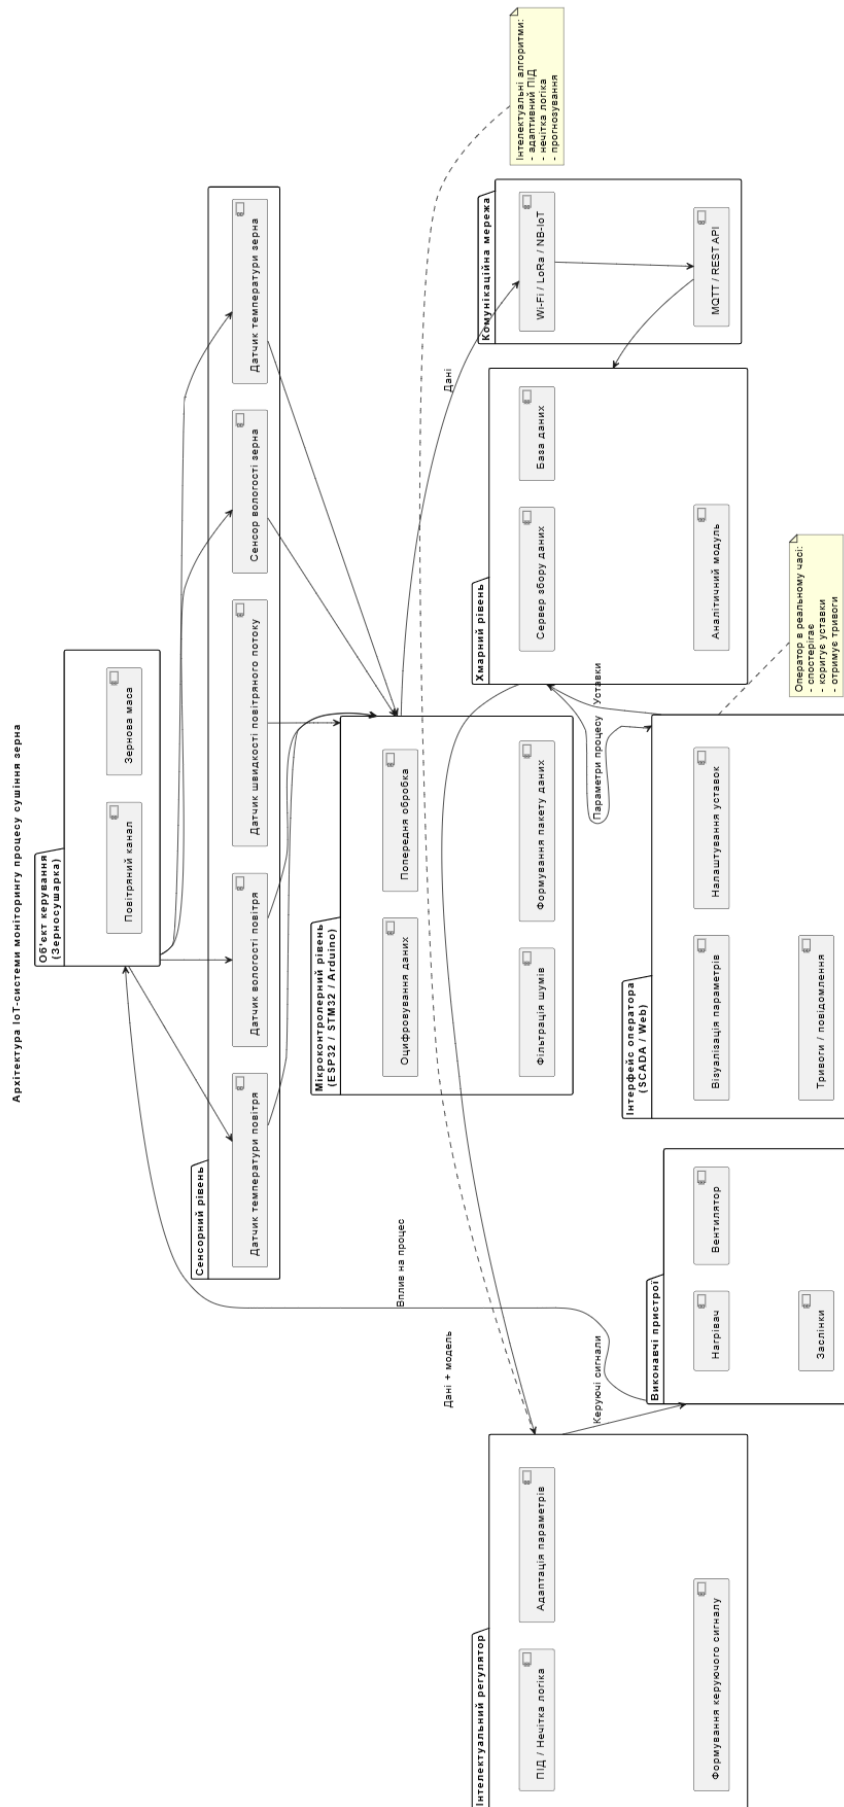 Архітектура IoT-системи моніторингу процесу сушіння зерна
Об'єкт керування
(Зерносушарка)
Повітряний канал
Зернова маса
Сенсорний рівень
Датчик температури повітря
Датчик вологості повітря
Датчик швидкості повітряного потоку
Сенсор вологості зерна
Датчик температури зерна
Мікроконтролерний рівень
(ESP32 / STM32 / Arduino)
Оцифровування даних
Попередня обробка
Фільтрація шумів
Формування пакету даних
Вплив на процес
Дані + модель
Дані
Інтелектуальний регулятор
ПІД / Нечітка логіка
Адаптація параметрів
Формування керуючого сигналу
Хмарний рівень
Сервер збору даних
База даних
Аналітичний модуль
Комунікаційна мережа
Wi-Fi / LoRa / NB-IoT
MQTT / REST API
Інтелектуальні алгоритми:
- адаптивний ПІД
- нечітка логіка
- прогнозування
Керуючі сигнали
Параметри процесу
Уставки
Виконавчі пристрої
Нагрівач
Вентилятор
Заслінки
Інтерфейс оператора
(SCADA / Web)
Візуалізація параметрів
Налаштування уставок
Тривоги / повідомлення
Оператор в реальному часі:
- спостерігає
- коригує уставки
- отримує тривоги